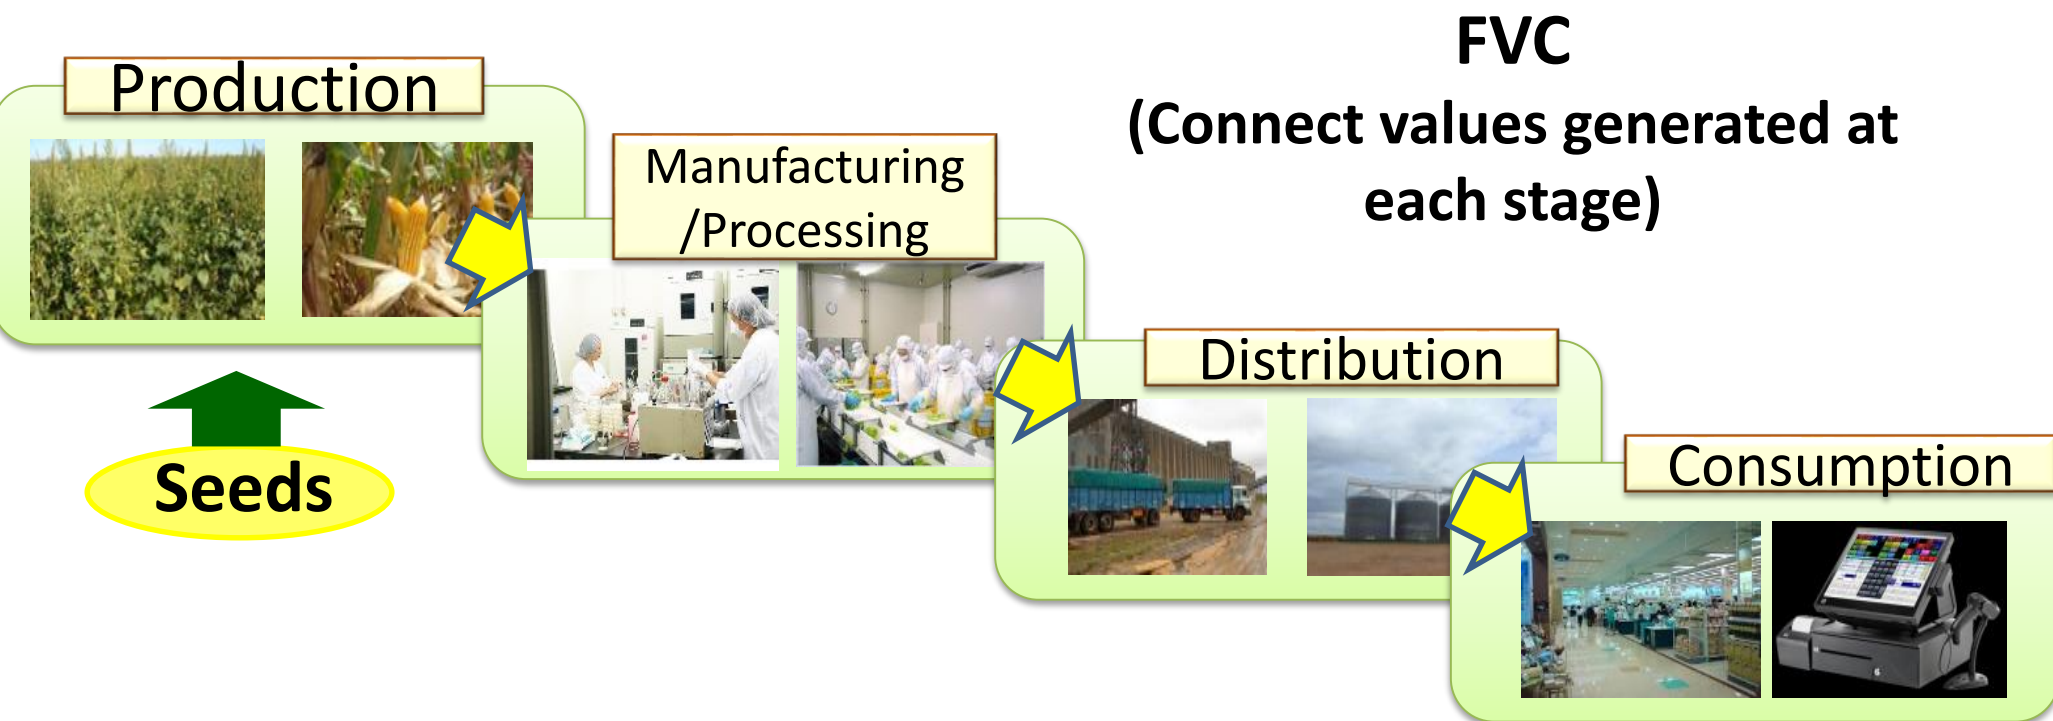 FVC
(Connect values generated at
each stage)
Production
Manufacturing
/Processing
Distribution
Consumption
Seeds